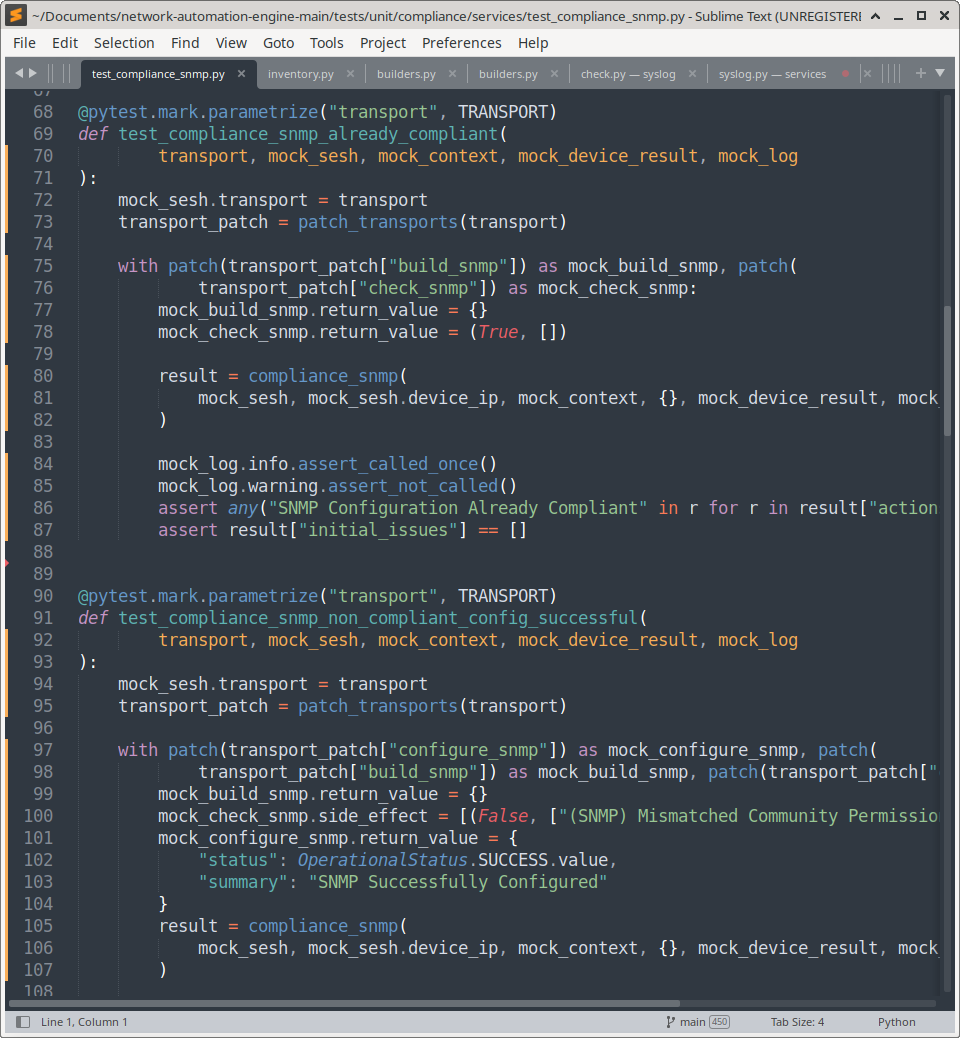 ~/Documents/network-automation-engine-main/tests/unit/compliance/services/test_compliance_snmp.py - Sublime Text (UNREGISTERE
File Edit Selection Find View Goto Tools Project Preferences Help
test_compliance_snmp.py × inventory.py × builders.py × builders.py × check.py — syslog × syslog.py — services
67
68 @pytest.mark.parametrize("transport", TRANSPORT)
69 def test_compliance_snmp_already_compliant(
70         transport, mock_sesh, mock_context, mock_device_result, mock_log
71 ):
72     mock_sesh.transport = transport
73     transport_patch = patch_transports(transport)
74
75     with patch(transport_patch["build_snmp"]) as mock_build_snmp, patch(
76             transport_patch["check_snmp"]) as mock_check_snmp:
77         mock_build_snmp.return_value = {}
78         mock_check_snmp.return_value = (True, [])
79
80         result = compliance_snmp(
81             mock_sesh, mock_sesh.device_ip, mock_context, {}, mock_device_result, mock_
82         )
83
84         mock_log.info.assert_called_once()
85         mock_log.warning.assert_not_called()
86         assert any("SNMP Configuration Already Compliant" in r for r in result["action
87         assert result["initial_issues"] == []
88
89
90 @pytest.mark.parametrize("transport", TRANSPORT)
91 def test_compliance_snmp_non_compliant_config_successful(
92         transport, mock_sesh, mock_context, mock_device_result, mock_log
93 ):
94     mock_sesh.transport = transport
95     transport_patch = patch_transports(transport)
96
97     with patch(transport_patch["configure_snmp"]) as mock_configure_snmp, patch(
98             transport_patch["build_snmp"]) as mock_build_snmp, patch(transport_patch["
99         mock_build_snmp.return_value = {}
100         mock_check_snmp.side_effect = [(False, ["(SNMP) Mismatched Community Permissio
101         mock_configure_snmp.return_value = {
102             "status": OperationalStatus.SUCCESS.value,
103             "summary": "SNMP Successfully Configured"
104         }
105         result = compliance_snmp(
106             mock_sesh, mock_sesh.device_ip, mock_context, {}, mock_device_result, mock_
107         )
108
Line 1, Column 1 main 450 Tab Size: 4 Python